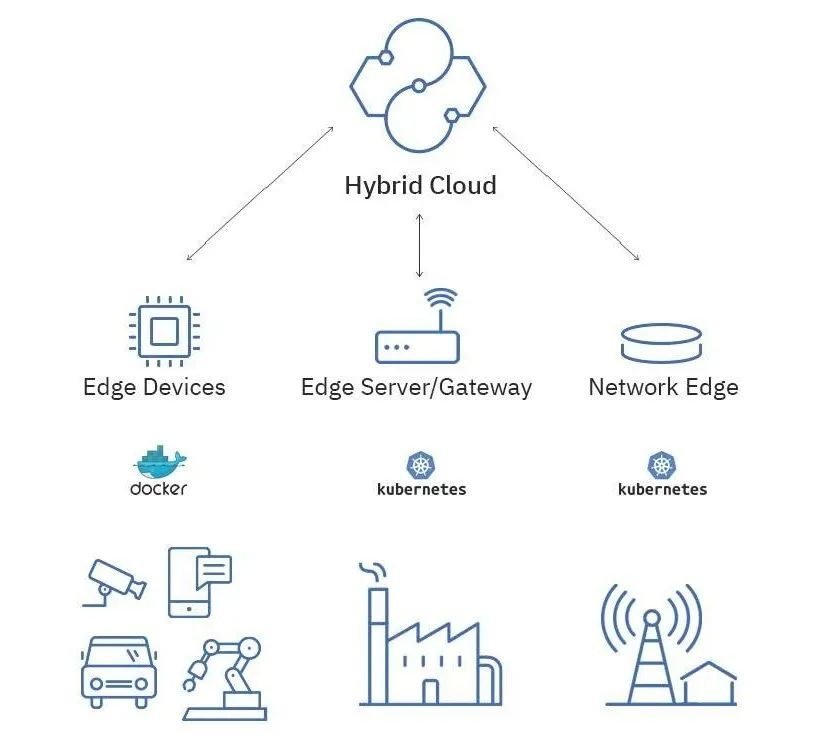 Hybrid Cloud
Edge Devices
Edge Server/Gateway
Network Edge
docker
kubernetes
kubernetes